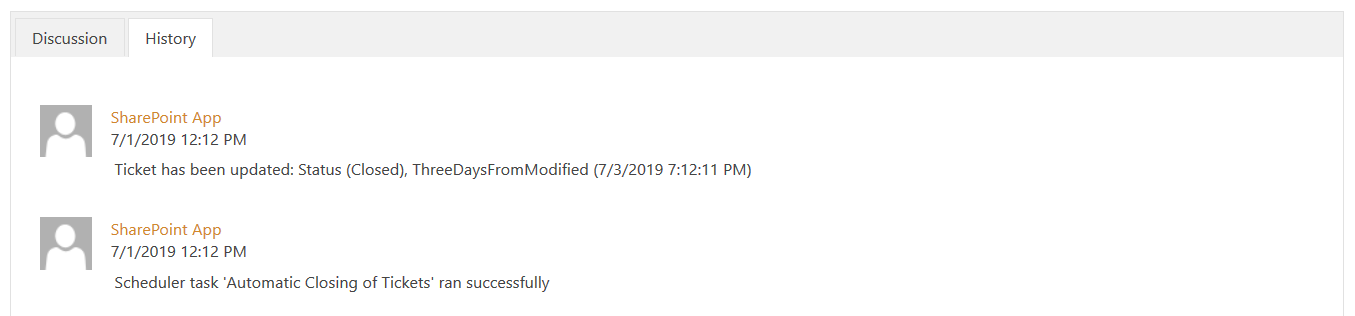 Discussion
History
SharePoint App
7/1/2019 12:12 PM
Ticket has been updated: Status (Closed), ThreeDaysFromModified (7/3/2019 7:12:11 PM)
SharePoint App
7/1/2019 12:12 PM
Scheduler task 'Automatic Closing of Tickets' ran successfully